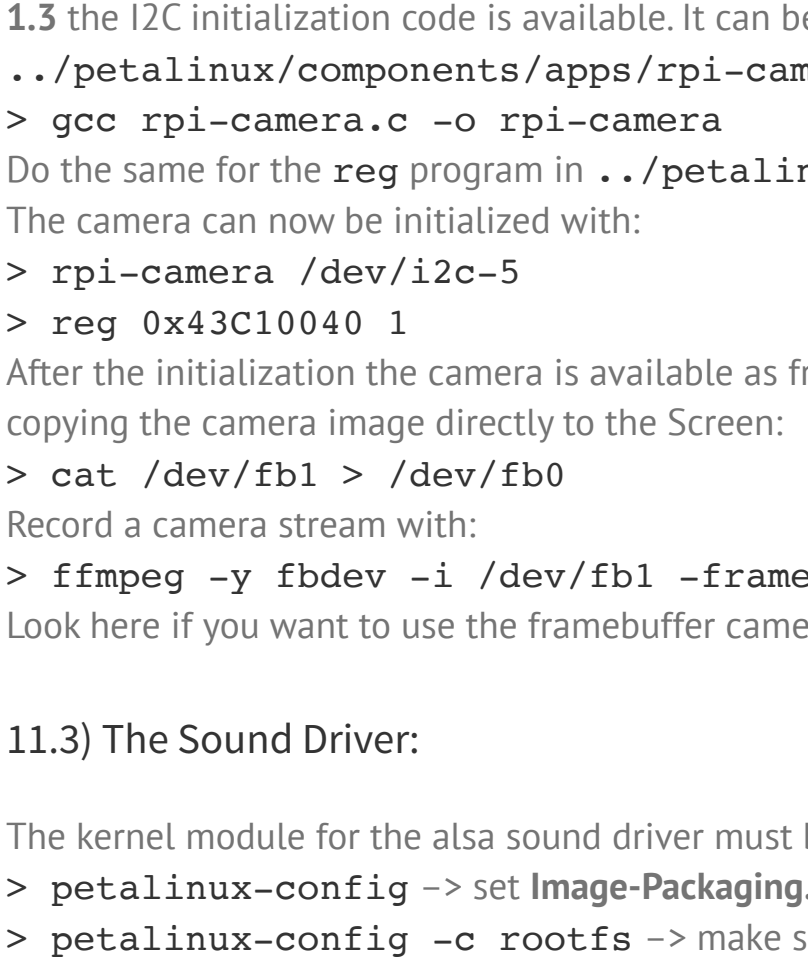 1.3 the I2C initialization code is available. It can be
../petalinux/components/apps/rpi-cam
> gcc rpi-camera.c -o rpi-camera
Do the same for the reg program in ../petalin
The camera can now be initialized with:
> rpi-camera /dev/i2c-5
> reg 0x43C10040 1
After the initialization the camera is available as fr
copying the camera image directly to the Screen:
> cat /dev/fb1 > /dev/fb0
Record a camera stream with:
> ffmpeg -y fbdev -i /dev/fb1 -frame
Look here if you want to use the framebuffer came
11.3) The Sound Driver:
The kernel module for the alsa sound driver must
> petalinux-config –> set Image-Packaging.
> petalinux-config -c rootfs –> make s